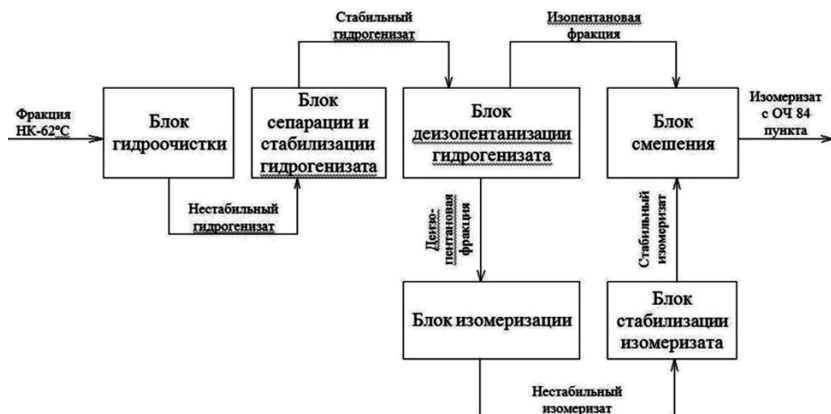 Стабильный
гидрогенизат
Изопентановая
фракция
Фракция
НК-62°С
Блок
гидроочистки
Блок
сепарации и
стабилизации
гидрогенизата
Блок
деизопентанизации
гидрогенизата
Блок
смешения
Изомеризат
с ОЧ 84
пункта
Нестабильный
гидрогенизат
Деизо-
пентановая
фракция
Стабильный
изомеризат
Блок изомеризации
Блок
стабилизации
изомеризата
Нестабильный
изомеризат